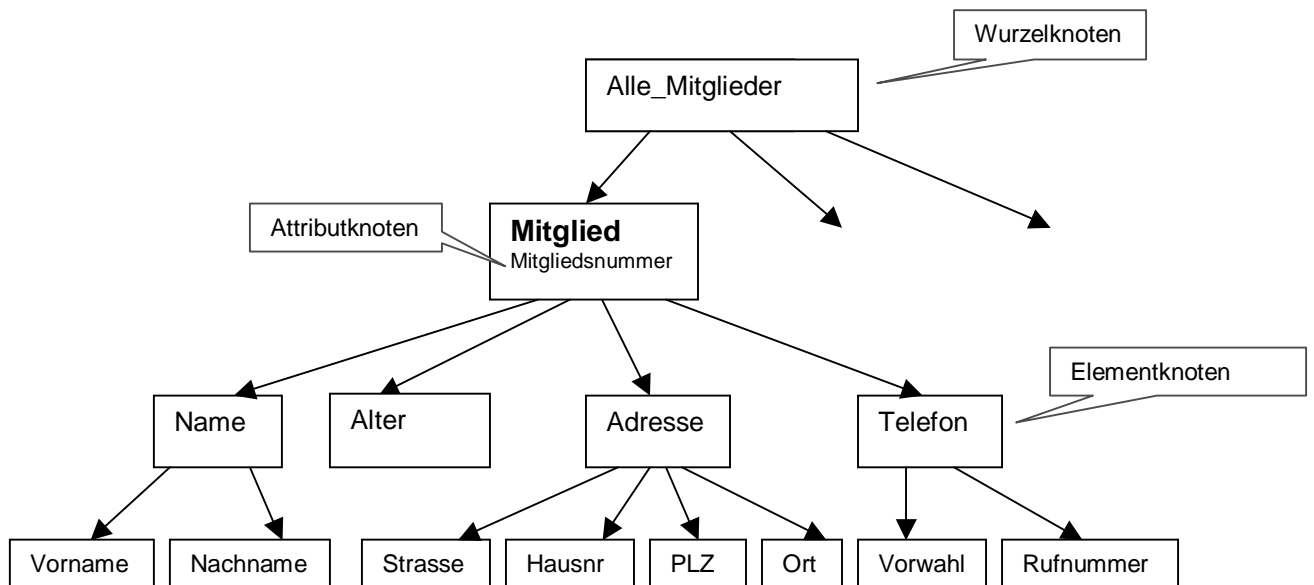 Wurzelknoten
Alle_Mitglieder
Attributknoten
Mitglied
Mitgliedsnummer
Elementknoten
Name
Alter
Adresse
Telefon
Vorname
Nachname
Strasse
Hausnr
PLZ
Ort
Vorwahl
Rufnummer